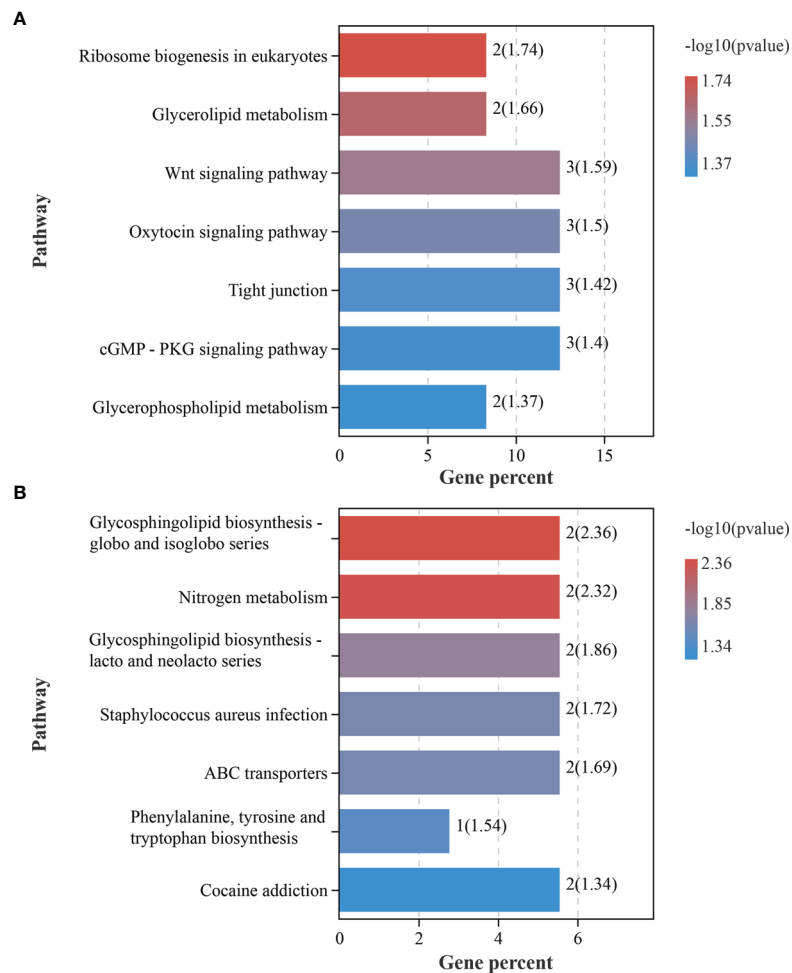 A
Ribosome biogenesis in eukaryotes
2(1.74)
Glycerolipid metabolism
2(1.66)
Wnt signaling pathway
3(1.59)
Oxytocin signaling pathway
3(1.5)
Tight junction
3(1.42)
cGMP - PKG signaling pathway
3(1.4)
Glycerophospholipid metabolism
2(1.37)
Pathway
0 5 10 15
Gene percent
-log10(pvalue)
1.74
1.55
1.37
B
Glycosphingolipid biosynthesis -
globo and isoglobo series
2(2.36)
Nitrogen metabolism
2(2.32)
Glycosphingolipid biosynthesis -
lacto and neolacto series
2(1.86)
Staphylococcus aureus infection
2(1.72)
ABC transporters
2(1.69)
Phenylalanine, tyrosine and
tryptophan biosynthesis
1(1.54)
Cocaine addiction
2(1.34)
Pathway
0 2 4 6
Gene percent
-log10(pvalue)
2.36
1.85
1.34